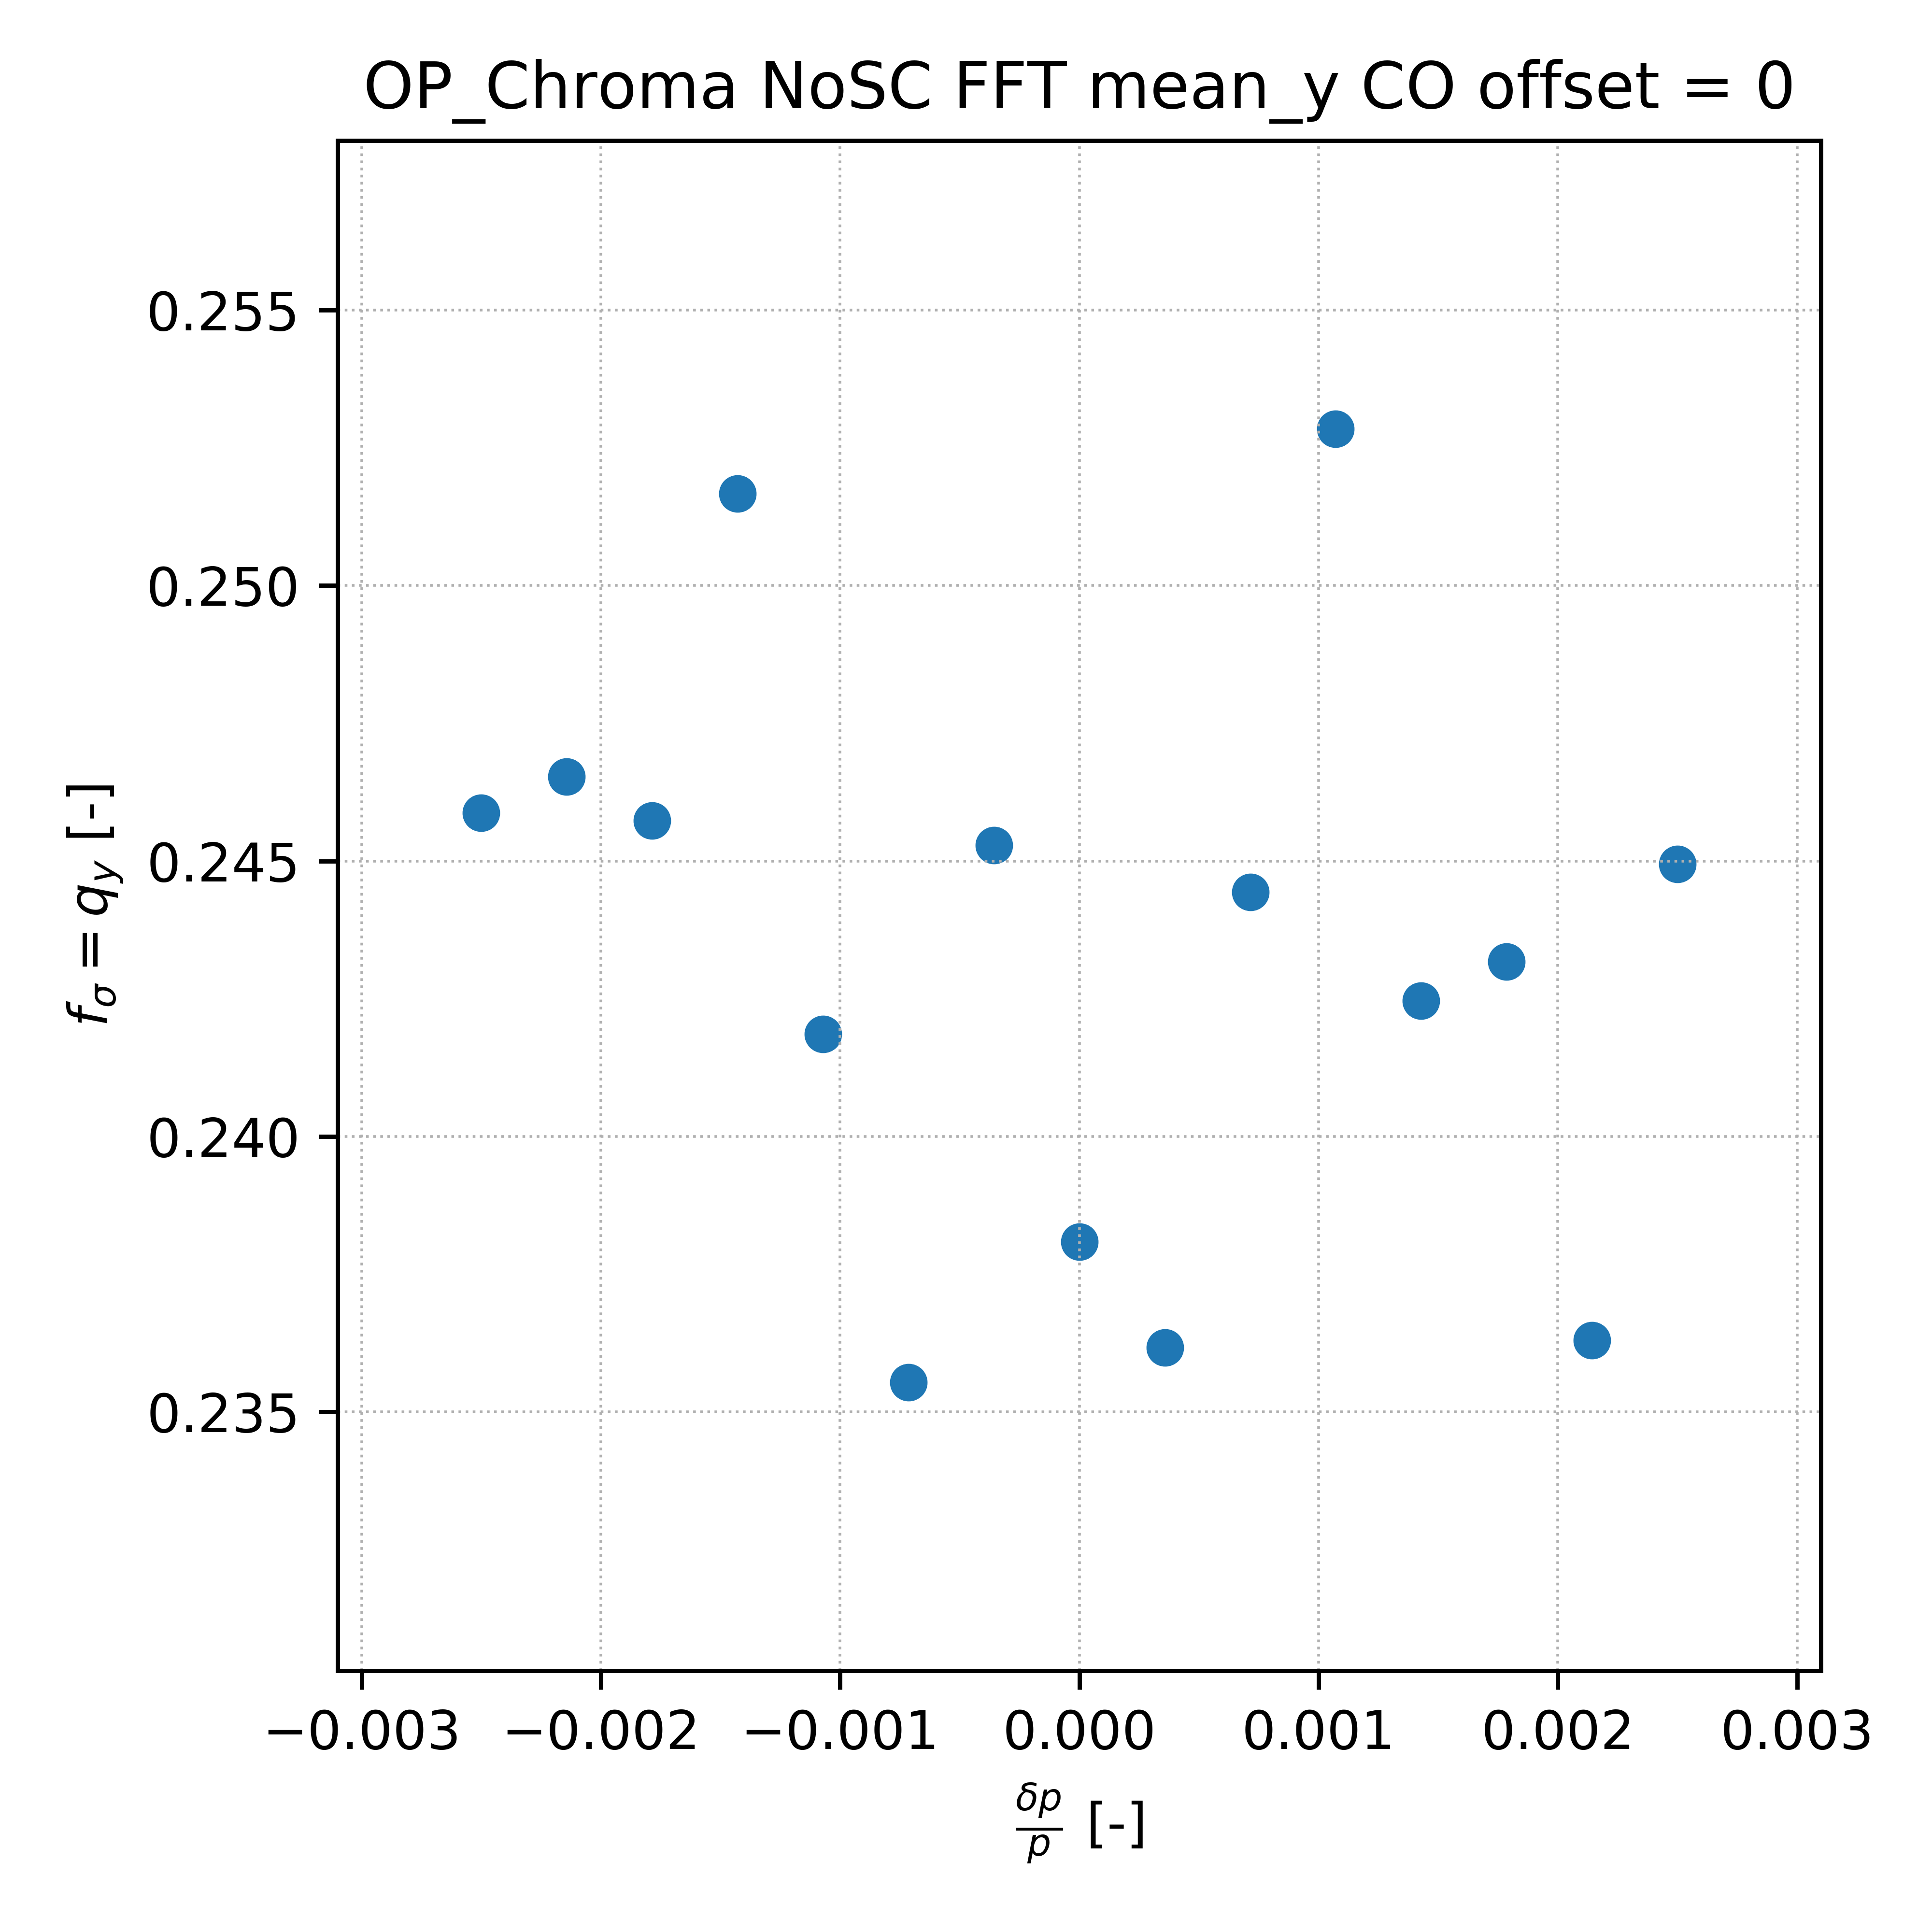 OP_Chroma NoSC FFT mean_y CO offset = 0
0.255
0.250
0.245
0.240
0.235
f_σ = q_y [-]
−0.003 −0.002 −0.001 0.000 0.001 0.002 0.003
δp/p [-]